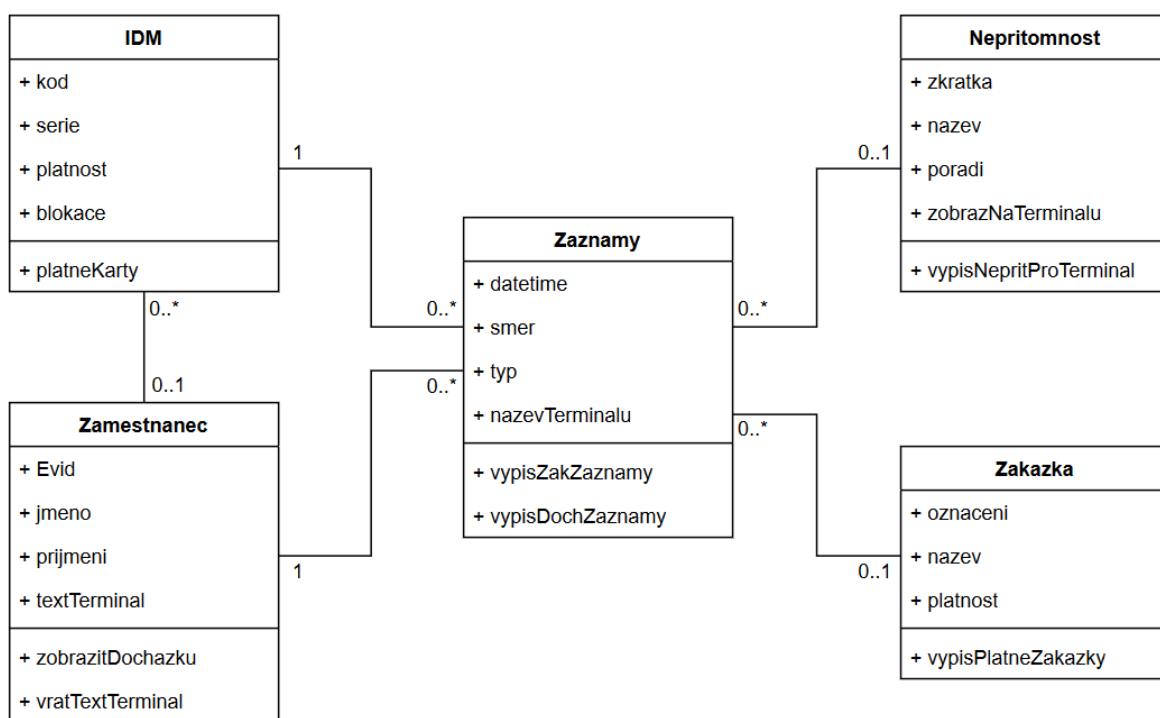 IDM
+ kod
+ serie
+ platnost
+ blokace
+ platneKarty
Nepritomnost
+ zkratka
+ nazev
+ poradi
+ zobrazNaTerminalu
+ vypisNepritProTerminal
1
0..1
Zaznamy
+ datetime
+ smer
+ typ
+ nazevTerminalu
+ vypisZakZaznamy
+ vypisDochZaznamy
0..*
0..*
0..*
0..1
0..*
0..*
Zamestnanec
+ Evid
+ jmeno
+ prijmeni
+ textTerminal
+ zobrazitDochazku
+ vratTextTerminal
1
0..1
Zakazka
+ oznaceni
+ nazev
+ platnost
+ vypisPlatneZakazky